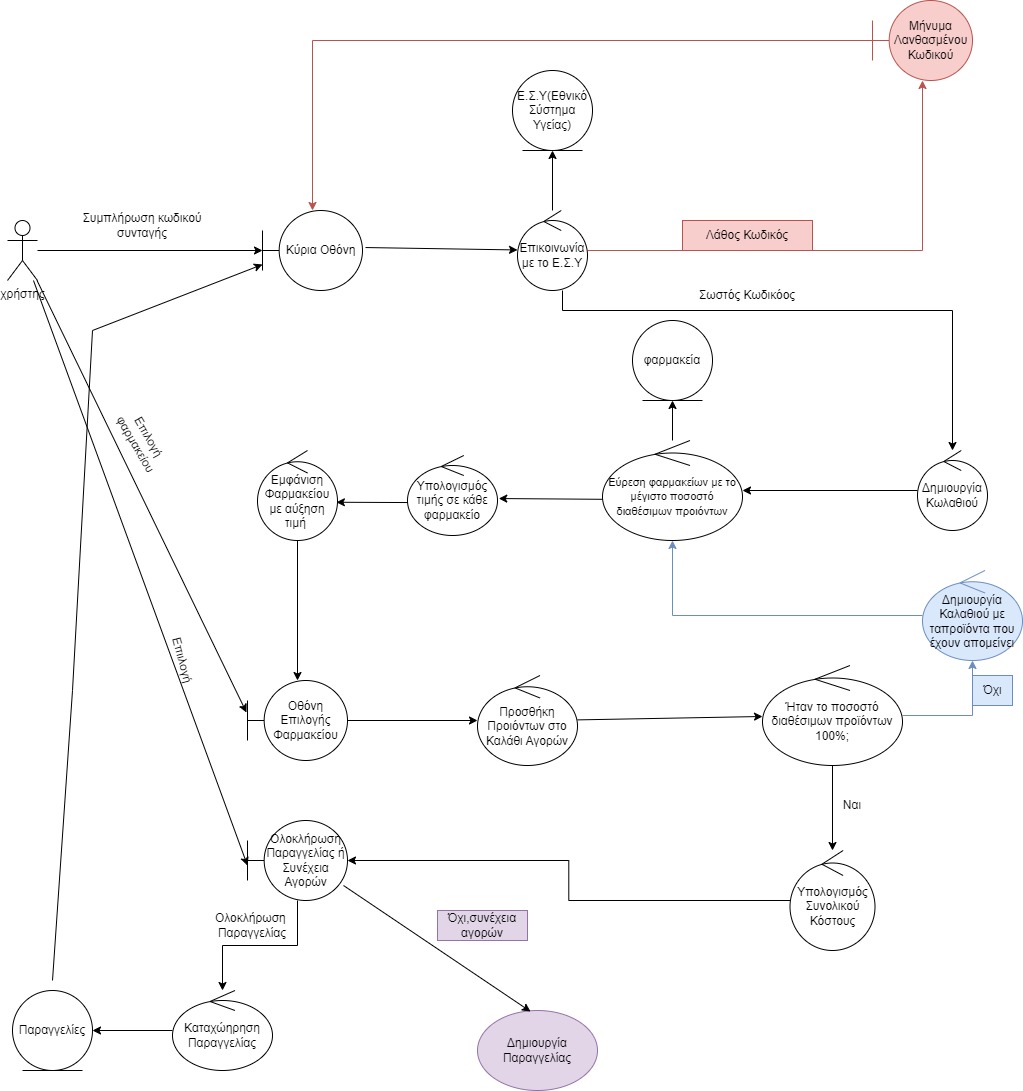 Μήνυμα
Λανθασμένου
Κωδικού
Ε.Σ.Υ(Εθνικό
Σύστημα
Υγείας)
Συμπλήρωση κωδικού
συνταγής
Κύρια Οθόνη
Επικοινωνία
με το Ε.Σ.Υ
Λάθος Κωδικός
χρήστης
Σωστός Κωδικόος
φαρμακεία
Επιλογή
φαρμακείου
Εμφάνιση
Φαρμακείου
με αύξηση
τιμή
Υπολογισμός
τιμής σε κάθε
φαρμακείο
Εύρεση φαρμακείων με το
μέγιστο ποσοστό
διαθέσιμων προιόντων
Δημιουργία
Κωλαθιού
Δημιουργία
Καλαθιού με
ταπροϊόντα που
έχουν απομείνει
Επιλογή
Όχι
Οθόνη
Επιλογής
Φαρμακείου
Προσθήκη
Προιόντων στο
Καλάθι Αγορών
Ήταν το ποσοστό
διαθέσιμων προϊόντων
100%;
Ναι
Ολοκλήρωση
Παραγγελίας ή
Συνέχεια
Αγορών
Υπολογισμός
Συνολικού
Κόστους
Ολοκλήρωση
Παραγγελίας
Όχι,συνέχεια
αγορών
Παραγγελίες
Καταχώηρηση
Παραγγελίας
Δημιουργία
Παραγγελίας